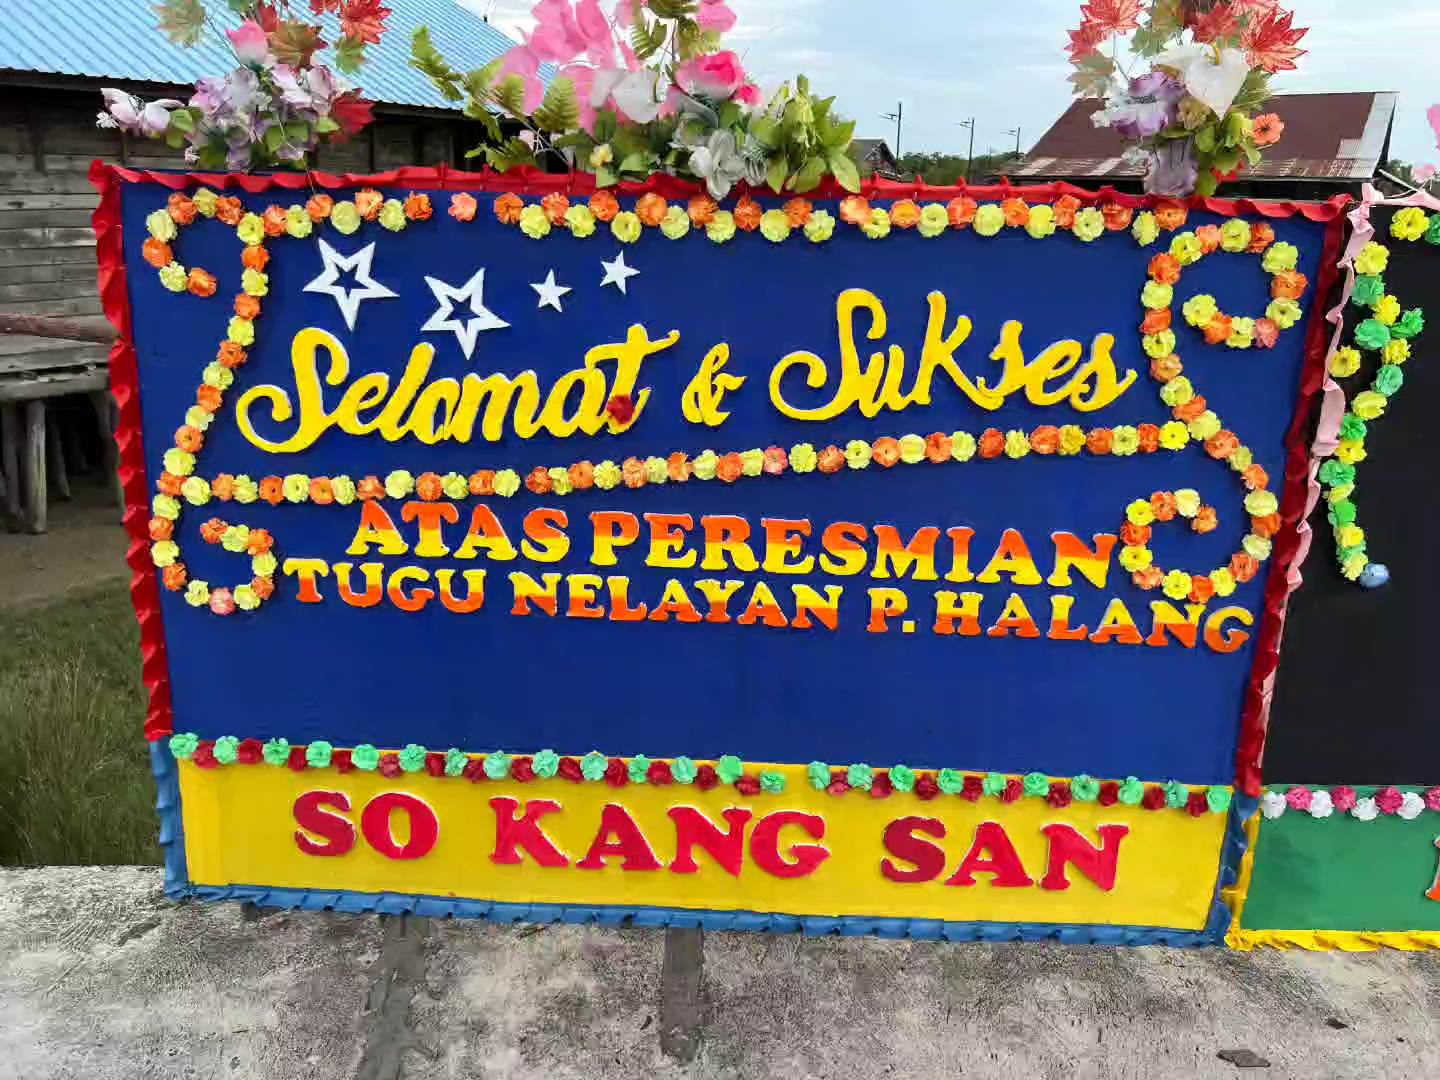 Selamat & Sukses
ATAS PERESMIAN
TUGU NELAYAN P. HALANG
SO KANG SAN